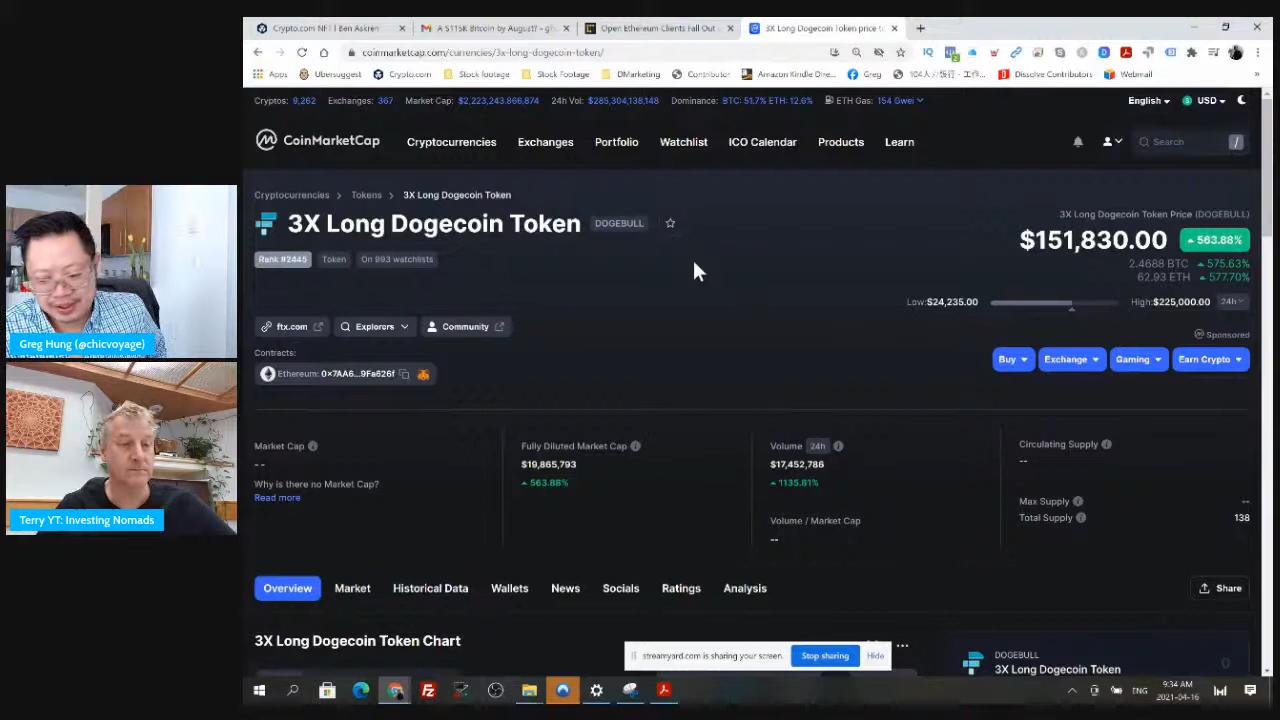 Crypto.com NFT | Ben Askren
A $115K Bitcoin by August? - gh
Open Ethereum Clients Fall Out
3X Long Dogecoin Token price to
coinmarketcap.com/currencies/3x-long-dogecoin-token/
Apps
Ubersuggest
Crypto.com
Stock footage
Stock Footage
DMarketing
Contributor
Amazon Kindle Dire...
Greg
Dissolve Contributors
Webmail
Cryptos: 9,262 Exchanges: 367 Market Cap: $2,223,243,866,874 24h Vol: $285,304,138,148 Dominance: BTC: 51.7% ETH: 12.6% ETH Gas: 154 Gwei
English
USD
CoinMarketCap
Cryptocurrencies
Exchanges
Portfolio
Watchlist
ICO Calendar
Products
Learn
Search
/
Cryptocurrencies > Tokens > 3X Long Dogecoin Token
3X Long Dogecoin Token
DOGEBULL
Rank #2445
Token
On 993 watchlists
3X Long Dogecoin Token Price (DOGEBULL)
$151,830.00
563.88%
2.4688 BTC 575.63%
62.93 ETH 577.70%
Low: $24,235.00
High: $225,000.00
24h
ftx.com
Explorers
Community
Sponsored
Contracts:
Buy
Exchange
Gaming
Earn Crypto
Ethereum: 0x7AA6...9Fa626f
Market Cap
--
Why is there no Market Cap?
Read more
Fully Diluted Market Cap
$19,865,793
563.88%
Volume 24h
$17,452,786
1135.81%
Volume / Market Cap
--
Circulating Supply
--
Max Supply --
Total Supply 138
Overview
Market
Historical Data
Wallets
News
Socials
Ratings
Analysis
Share
3X Long Dogecoin Token Chart
DOGEBULL
3X Long Dogecoin Token
0
streamyard.com is sharing your screen.
Stop sharing
Hide
Greg Hung (@chicvoyage)
Terry YT: Investing Nomads
ENG
9:34 AM
2021-04-16